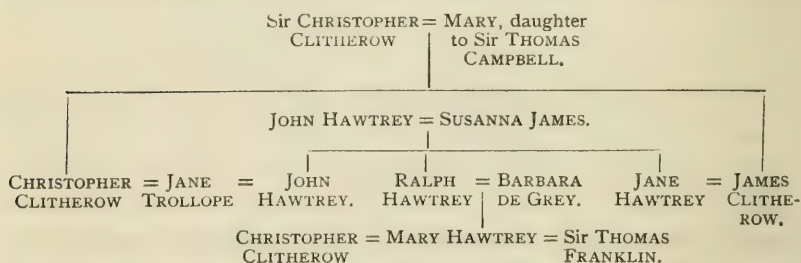 Sir CHRISTOPHER = MARY, daughter
CLITHEROW to Sir THOMAS
CAMPBELL.
JOHN HAWTREY = SUSANNA JAMES.
CHRISTOPHER = JANE = JOHN RALPH = BARBARA JANE = JAMES
CLITHEROW TROLLOPE HAWTREY. HAWTREY DE GREY. HAWTREY CLITHE-
ROW.
CHRISTOPHER = MARY HAWTREY = Sir THOMAS
CLITHEROW FRANKLIN.